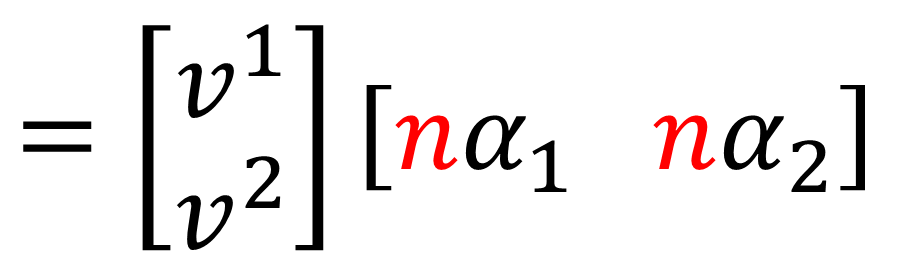 = [v¹ v²] [nα₁ nα₂]